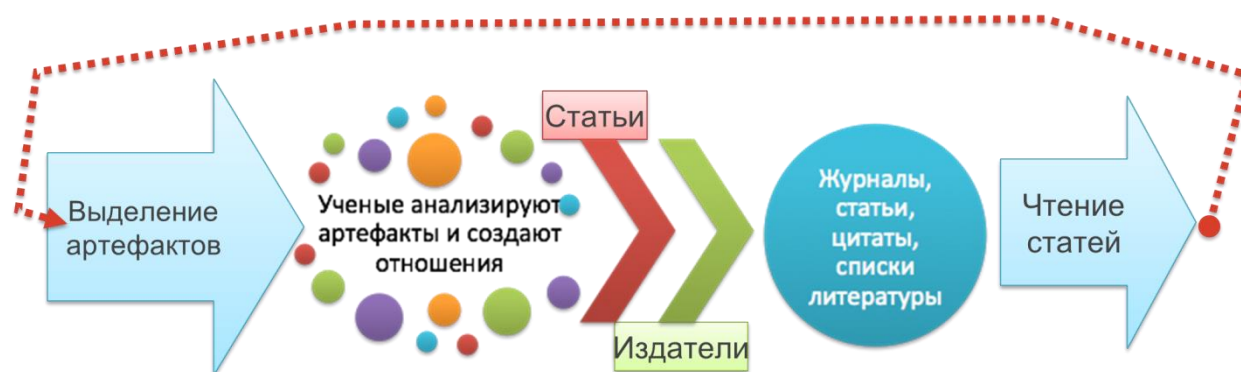 Выделение
артефактов
Ученые анализируют
артефакты и создают
отношения
Статьи
Издатели
Журналы,
статьи,
цитаты,
списки
литературы
Чтение
статей